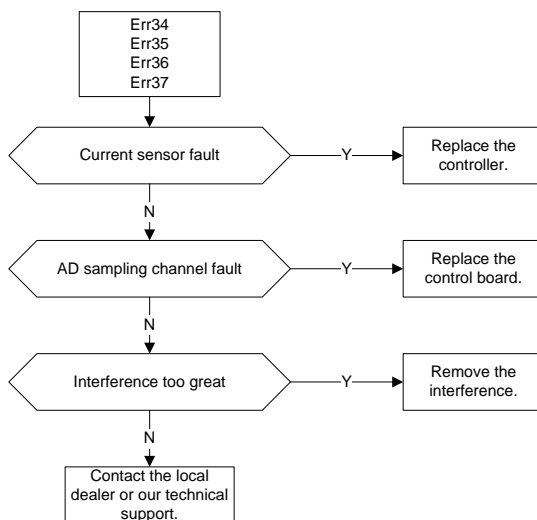 Err34
Err35
Err36
Err37
Current sensor fault
Y
Replace the
controller.
N
AD sampling channel fault
Y
Replace the
control board.
N
Interference too great
Y
Remove the
interference.
N
Contact the local
dealer or our technical
support.